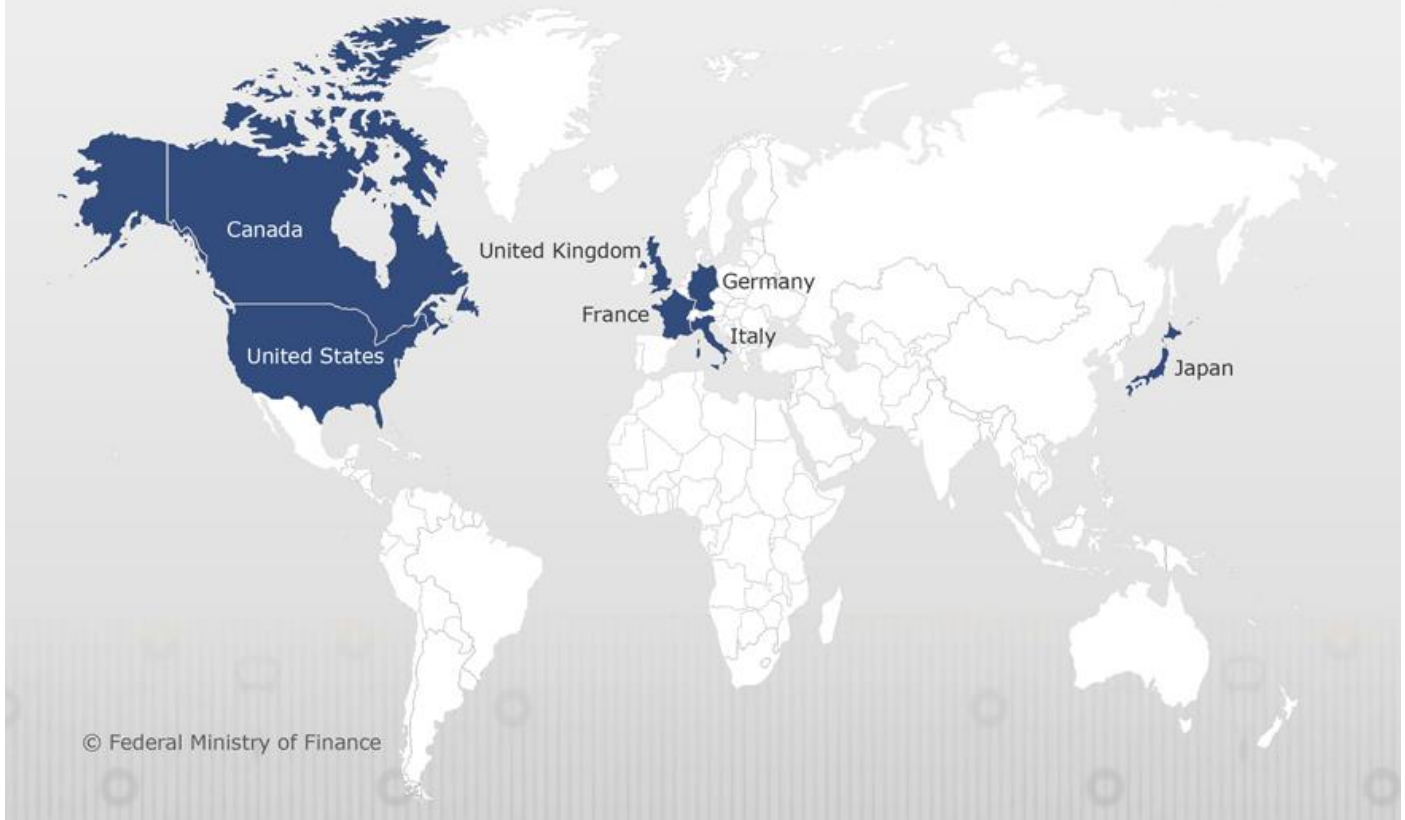 Canada
United Kingdom
Germany
France
Italy
United States
Japan
© Federal Ministry of Finance